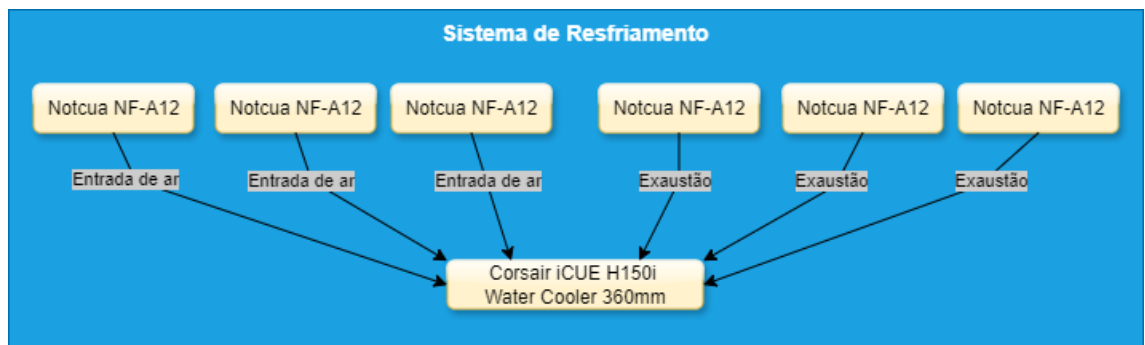 Sistema de Resfriamento
Notcua NF-A12
Notcua NF-A12
Notcua NF-A12
Notcua NF-A12
Notcua NF-A12
Notcua NF-A12
Entrada de ar
Entrada de ar
Entrada de ar
Exaustão
Exaustão
Exaustão
Corsair iCUE H150i
Water Cooler 360mm